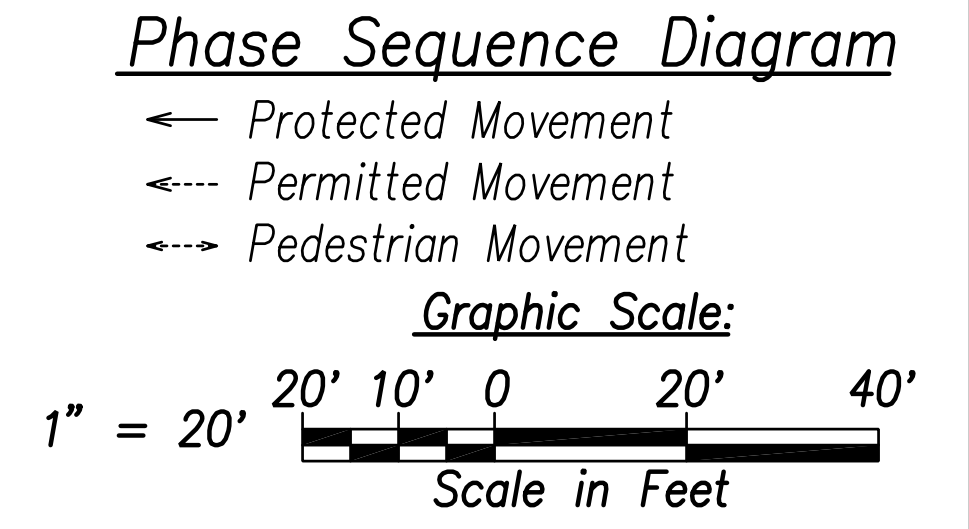 Phase Sequence Diagram
Protected Movement
Permitted Movement
Pedestrian Movement
Graphic Scale:
20' 10' 0 20' 40'
1" = 20'
Scale in Feet